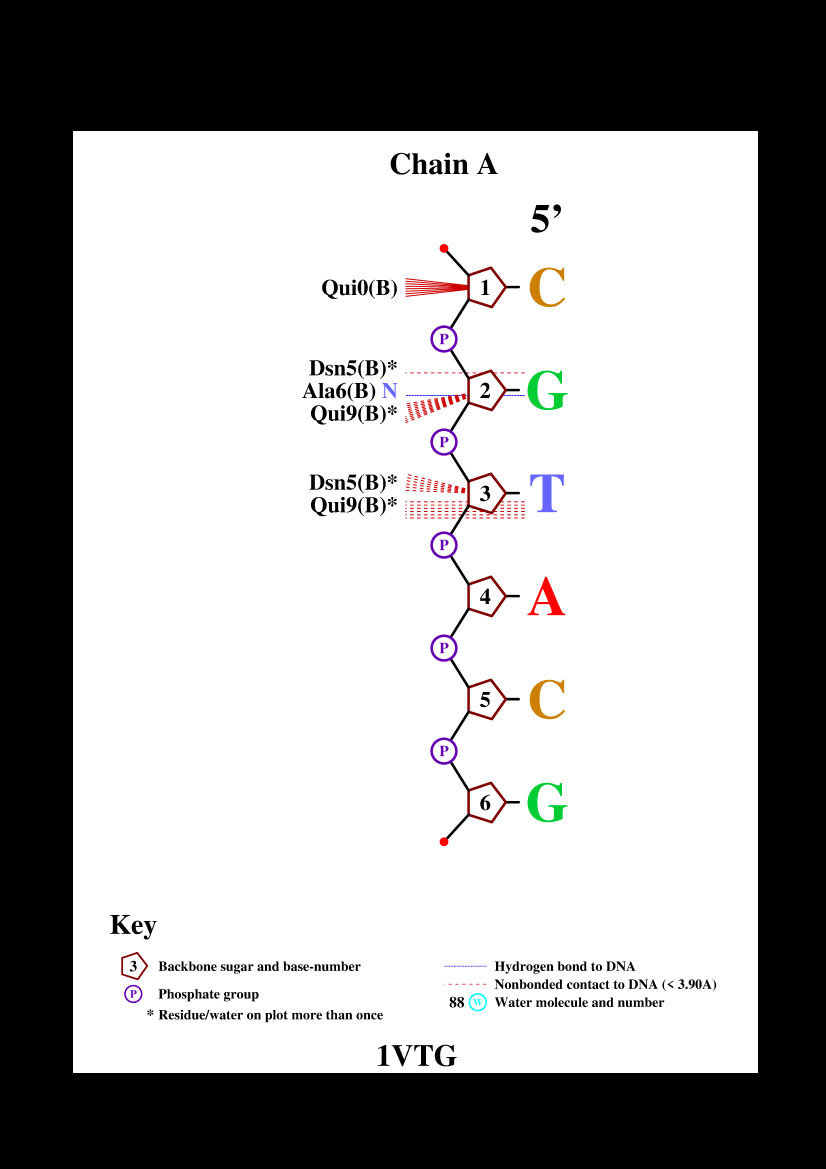 Chain A
5’
Qui0(B) 1 C
P
Dsn5(B)*
Ala6(B) N 2 G
Qui9(B)*
P
Dsn5(B)* 3 T
Qui9(B)*
P
4 A
P
5 C
P
6 G
Key
3 Backbone sugar and base-number
P Phosphate group
* Residue/water on plot more than once
Hydrogen bond to DNA
Nonbonded contact to DNA (< 3.90A)
88 W Water molecule and number
1VTG